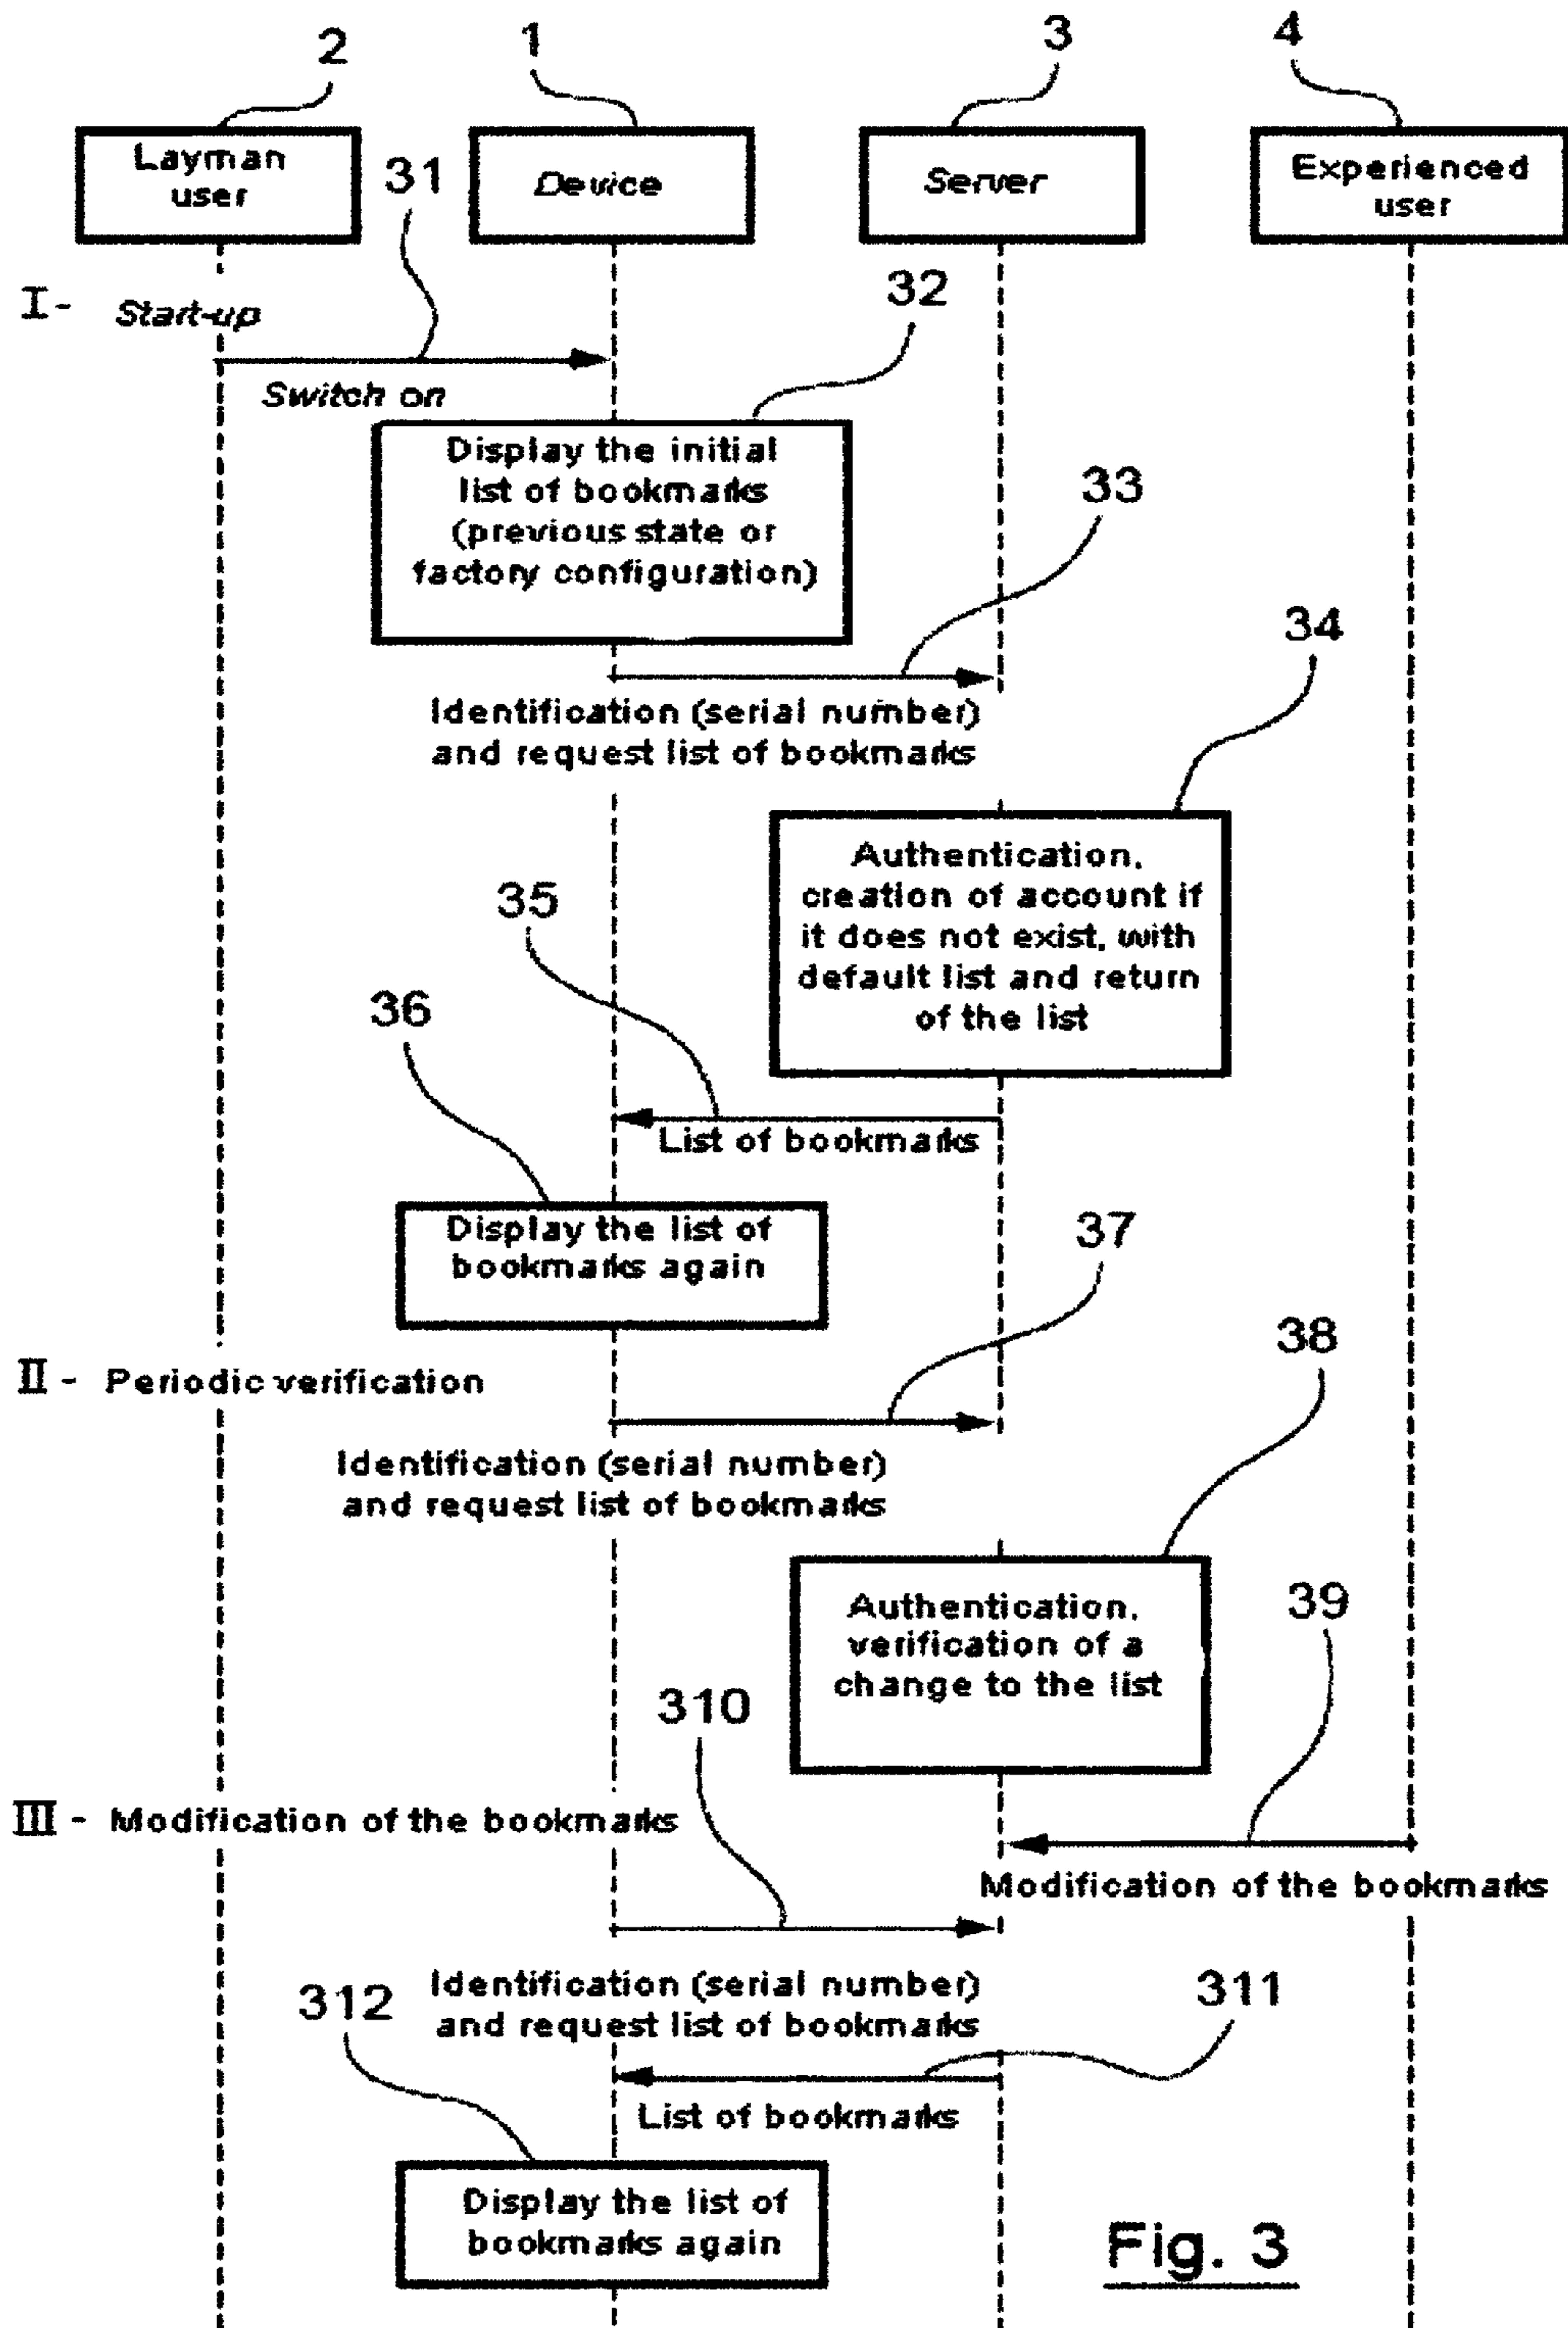 2
1
3
4
Layman
user
Device
Server
Experienced
user
31
I - Start-up
32
Switch on
Display the initial
list of bookmarks
(previous state or
factory configuration)
33
34
Identification (serial number)
and request list of bookmarks
Authentication,
creation of account if
it does not exist, with
default list and return
of the list
35
36
List of bookmarks
Display the list of
bookmarks again
37
38
II - Periodic verification
Identification (serial number)
and request list of bookmarks
Authentication,
verification of a
change to the list
39
310
III - Modification of the bookmarks
Modification of the bookmarks
Identification (serial number)
and request list of bookmarks
312
311
List of bookmarks
Display the list of
bookmarks again
Fig. 3